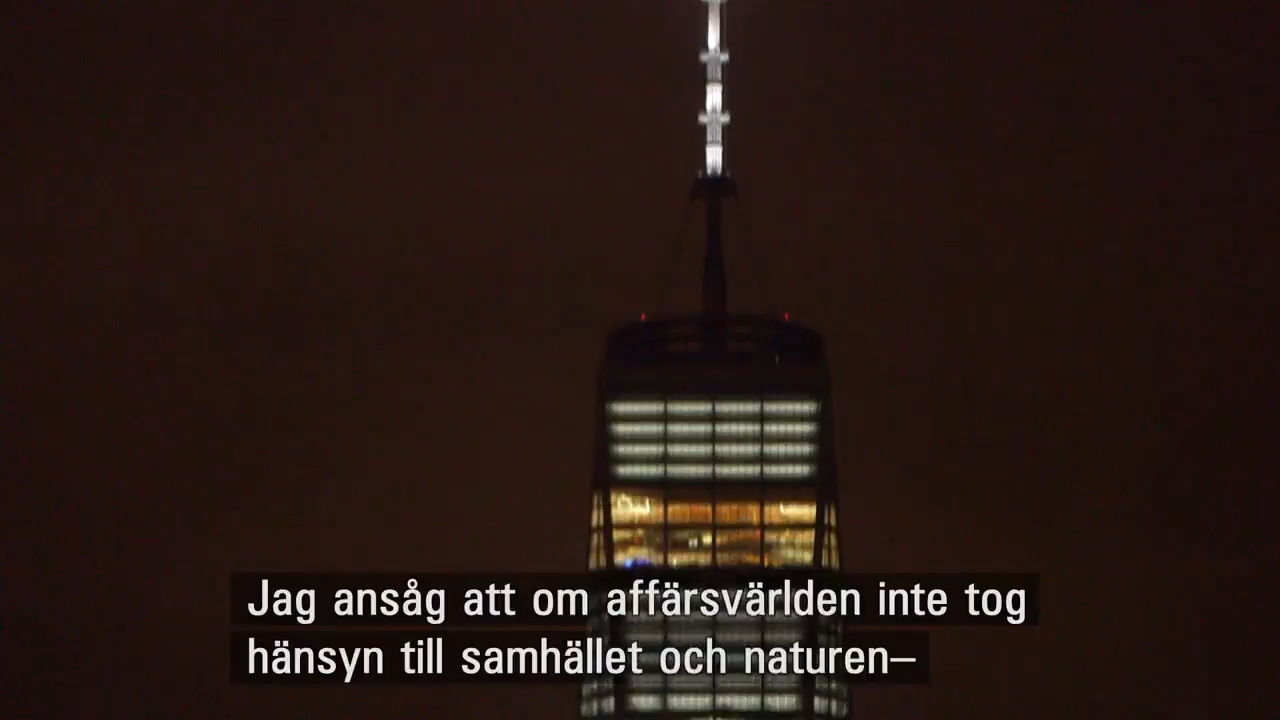 Jag ansåg att om affärsvärlden inte tog
hänsyn till samhället och naturen–